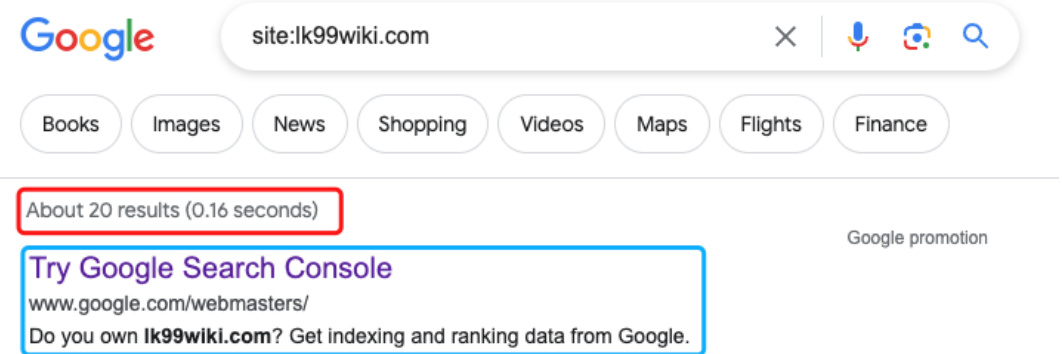 Google
site:lk99wiki.com
Books Images News Shopping Videos Maps Flights Finance
About 20 results (0.16 seconds)
Google promotion
Try Google Search Console
www.google.com/webmasters/
Do you own lk99wiki.com? Get indexing and ranking data from Google.